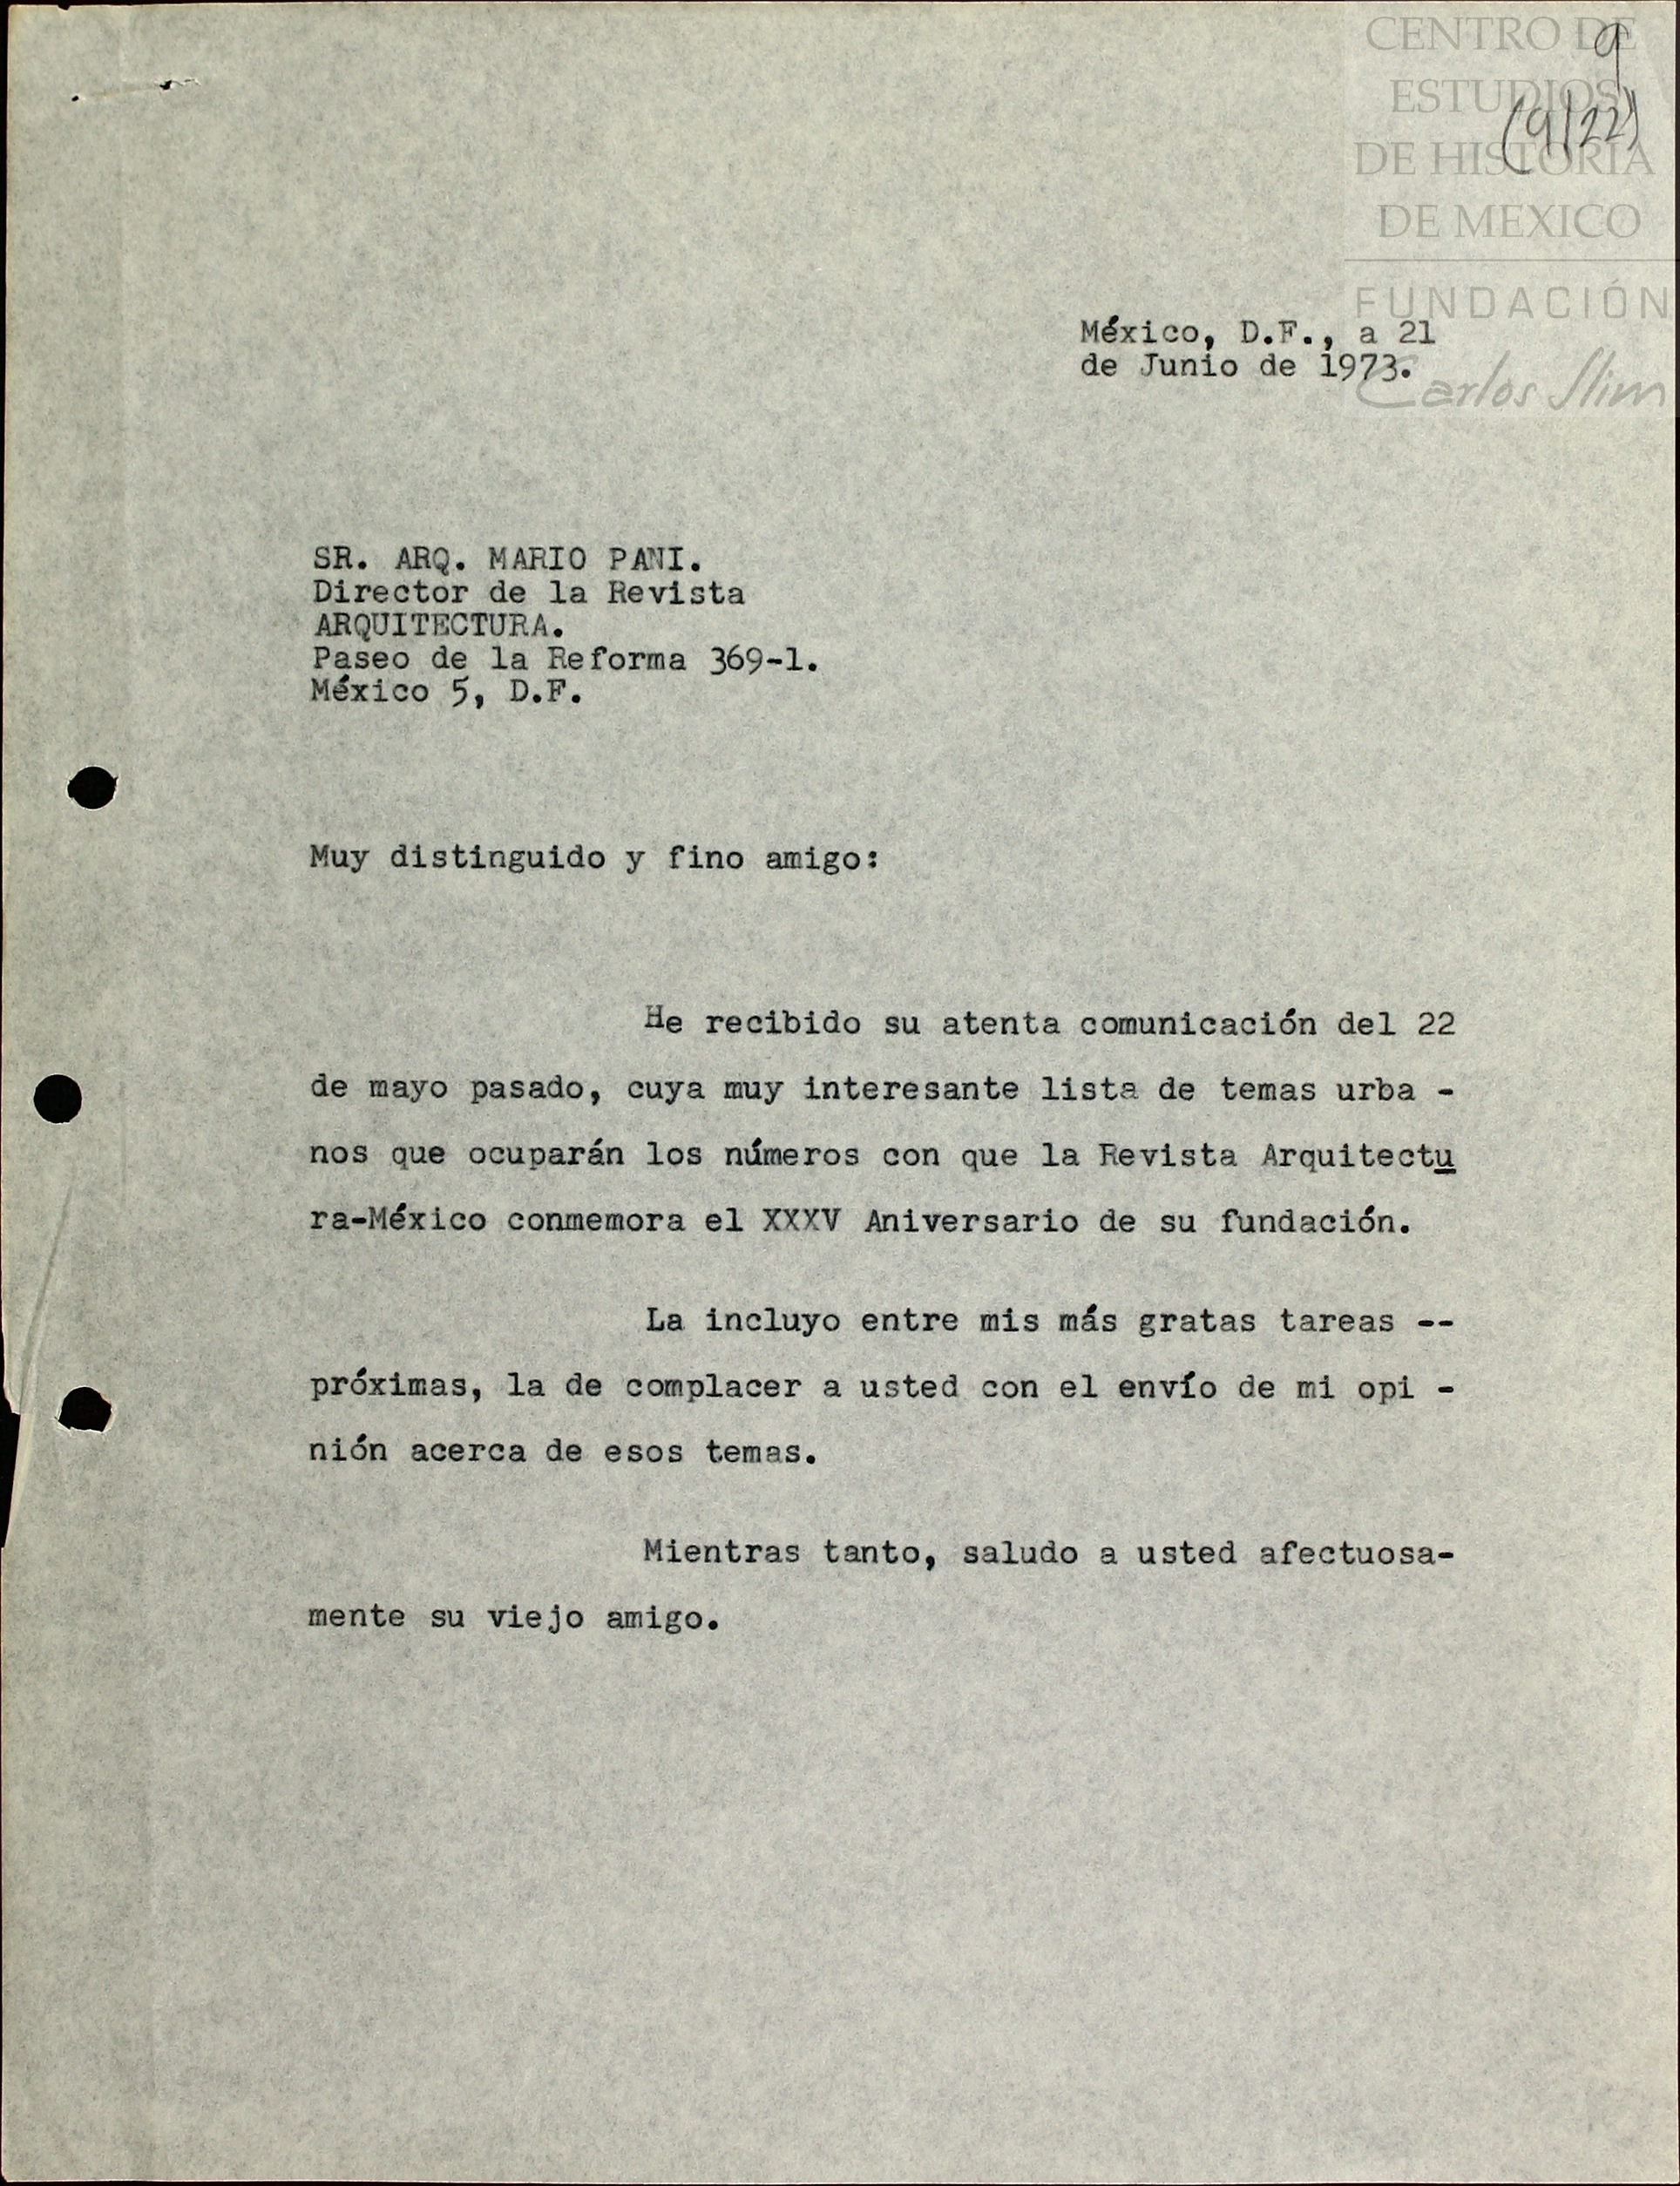 CENTRO DE
ESTUDIOS
DE HISTORIA
DE MEXICO
FUNDACIÓN
Carlos Slim
9
(9/22)
México, D.F., a 21
de Junio de 1973.
SR. ARQ. MARIO PANI.
Director de la Revista
ARQUITECTURA.
Paseo de la Reforma 369-1.
México 5, D.F.
Muy distinguido y fino amigo:
He recibido su atenta comunicación del 22
de mayo pasado, cuya muy interesante lista de temas urba -
nos que ocuparán los números con que la Revista Arquitectu
ra-México conmemora el XXXV Aniversario de su fundación.
La incluyo entre mis más gratas tareas --
próximas, la de complacer a usted con el envío de mi opi -
nión acerca de esos temas.
Mientras tanto, saludo a usted afectuosa-
mente su viejo amigo.